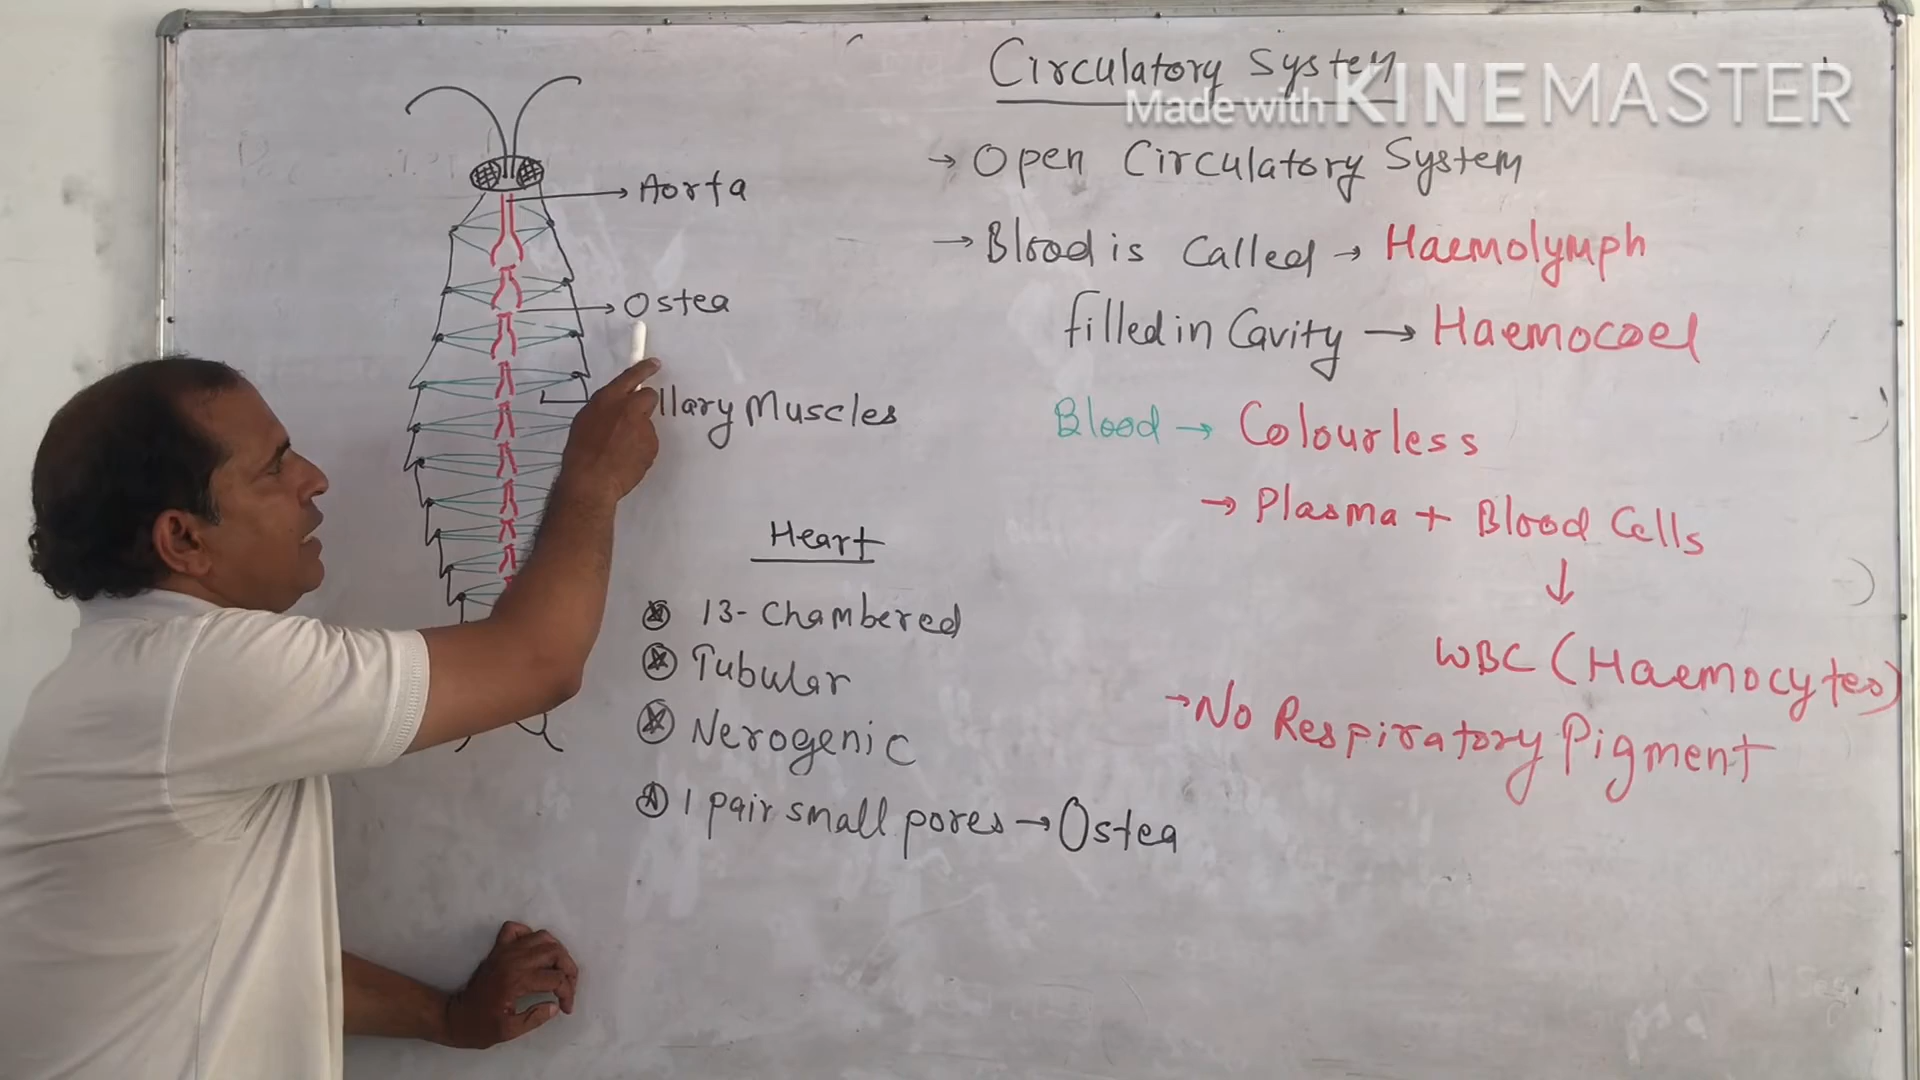 Circulatory System
Made with KINEMASTER
→ Open Circulatory System
→ Blood is Called → Haemolymph
filled in Cavity → Haemocoel
Blood → Colourless
→ Plasma + Blood Cells
↓
WBC (Haemocytes)
→ No Respiratory Pigment
→ Aorta
→ Ostea
Muscles
Heart
13-Chambered
Tubular
Nerogenic
1 pair small pores → Ostea